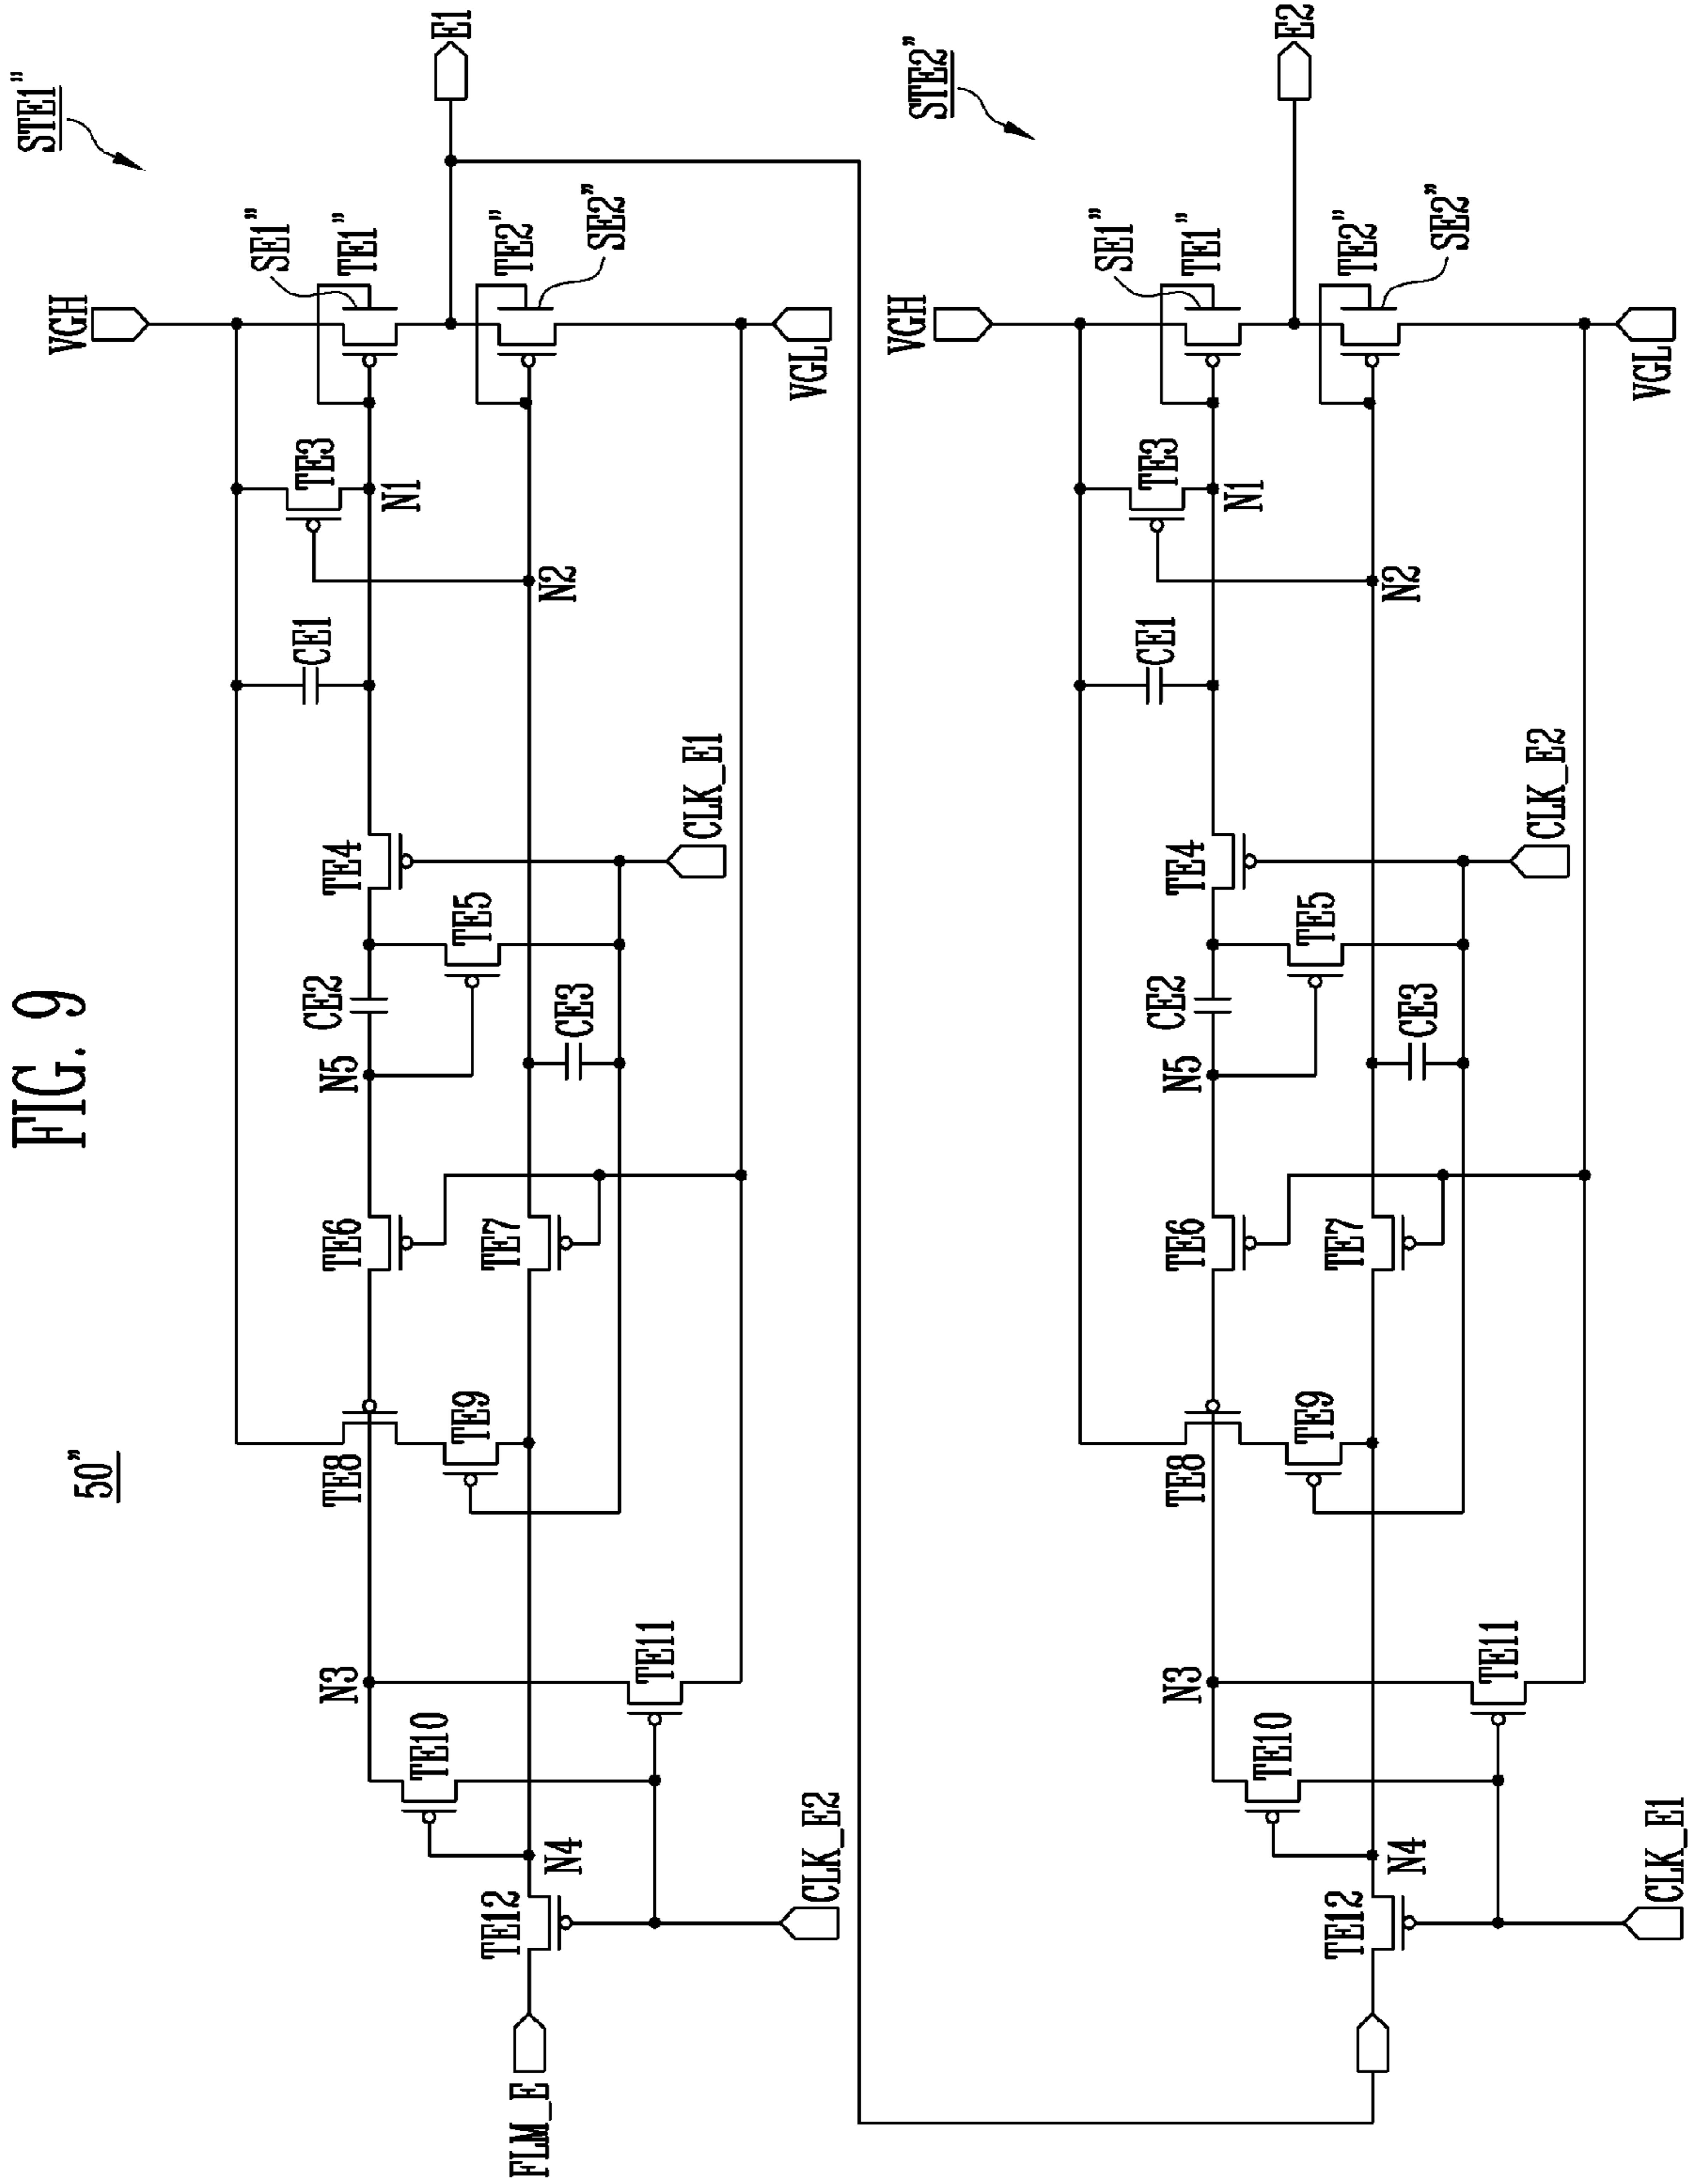 FIG. 9
50”
STE1”
FLM_E
TE12
N4
CLK_E2
TE10
N3
TE11
TE8
TE9
TE6
TE7
N5
CE2
CE3
TE5
TE4
CLK_E1
CE1
N2
TE3
N1
VGH
SE1”
TE1”
TE2”
SE2”
VGL
E1
STE2”
TE12
N4
CLK_E1
TE10
N3
TE11
TE8
TE9
TE6
TE7
N5
CE2
CE3
TE5
TE4
CLK_E2
CE1
N2
TE3
N1
VGH
SE1”
TE1”
TE2”
SE2”
VGL
E2